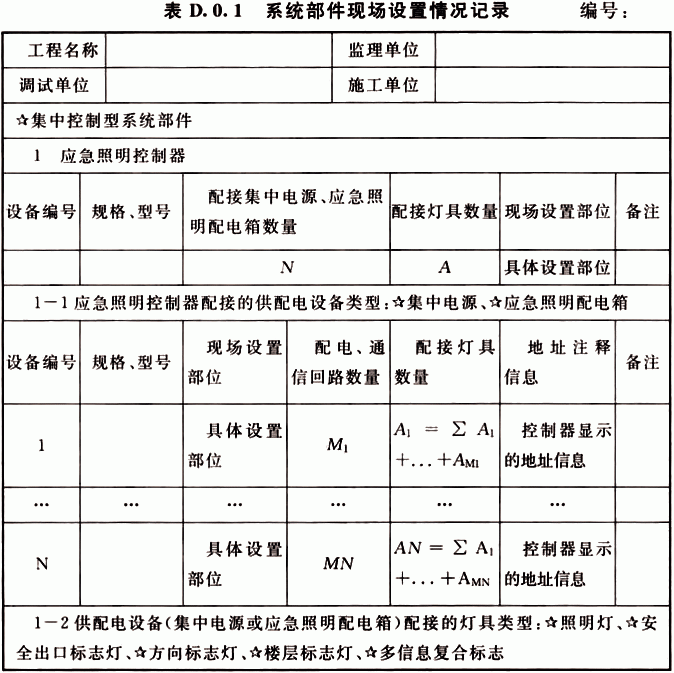 表 D.0.1 系统部件现场设置情况记录 编号：
工程名称 监理单位
调试单位 施工单位
☆集中控制型系统部件
1 应急照明控制器
设备编号 规格、型号 配接集中电源、应急照明配电箱数量 配接灯具数量 现场设置部位 备注
N A 具体设置部位
1－1应急照明控制器配接的供配电设备类型：☆集中电源、☆应急照明配电箱
设备编号 规格、型号 现场设置部位 配电、通信回路数量 配接灯具数量 地址注释信息 备注
1 具体设置部位 M₁ A₁ = ∑ A₁+...+A_M1 控制器显示的地址信息
... ... ... ... ... ...
N 具体设置部位 MN AN = ∑ A₁+...+A_MN 控制器显示的地址信息
1－2供配电设备(集中电源或应急照明配电箱)配接的灯具类型：☆照明灯、☆安
全出口标志灯、☆方向标志灯、☆楼层标志灯、☆多信息复合标志